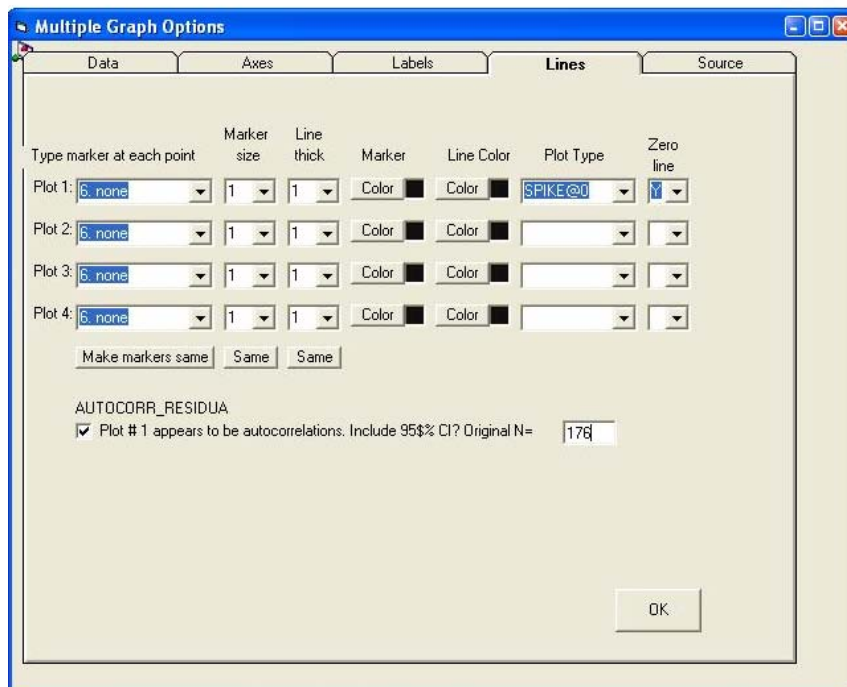 Multiple Graph Options
Data Axes Labels Lines Source
Marker Line
Zero
Type marker at each point size thick Marker Line Color Plot Type
line
Plot 1: 6. none 1 1 Color Color SPIKE@0 Y
Plot 2: 6. none 1 1 Color Color
Plot 3: 6. none 1 1 Color Color
Plot 4: 6. none 1 1 Color Color
Make markers same Same Same
AUTOCORR_RESIDUA
Plot # 1 appears to be autocorrelations. Include 95$% CI? Original N= 176
OK